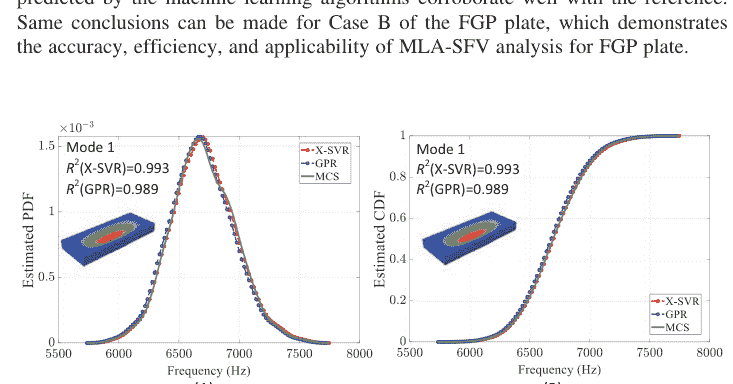 predicted by the machine learning algorithms corroborate well with the reference.
Same conclusions can be made for Case B of the FGP plate, which demonstrates
the accuracy, efficiency, and applicability of MLA-SFV analysis for FGP plate.
×10⁻³
Mode 1
R²(X-SVR)=0.993
R²(GPR)=0.989
X-SVR
GPR
MCS
Estimated PDF
1.5
1
0.5
0
5500 6000 6500 7000 7500 8000
Frequency (Hz)
Mode 1
R²(X-SVR)=0.993
R²(GPR)=0.989
Estimated CDF
1
0.8
0.6
0.4
0.2
0
X-SVR
GPR
MCS
5500 6000 6500 7000 7500 8000
Frequency (Hz)